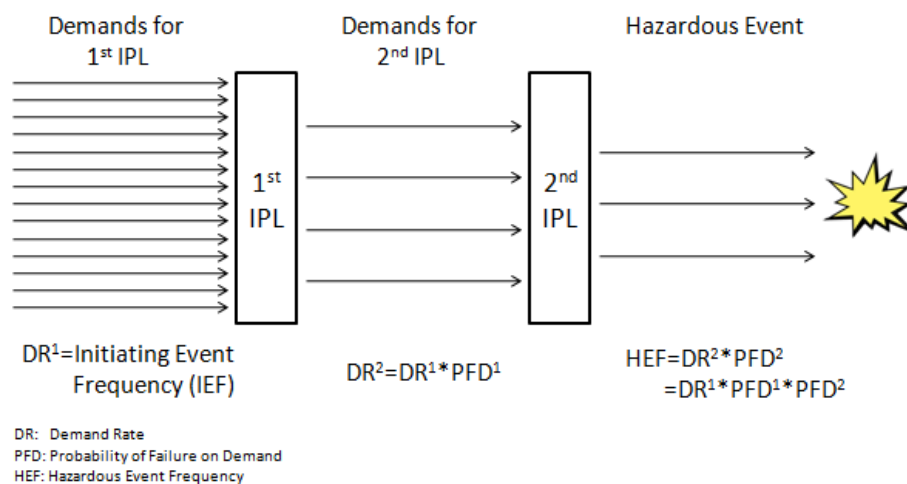 Demands for
1st IPL
Demands for
2nd IPL
Hazardous Event
1st
IPL
2nd
IPL
DR¹=Initiating Event
Frequency (IEF)
DR²=DR¹*PFD¹
HEF=DR²*PFD²
=DR¹*PFD¹*PFD²
DR: Demand Rate
PFD: Probability of Failure on Demand
HEF: Hazardous Event Frequency